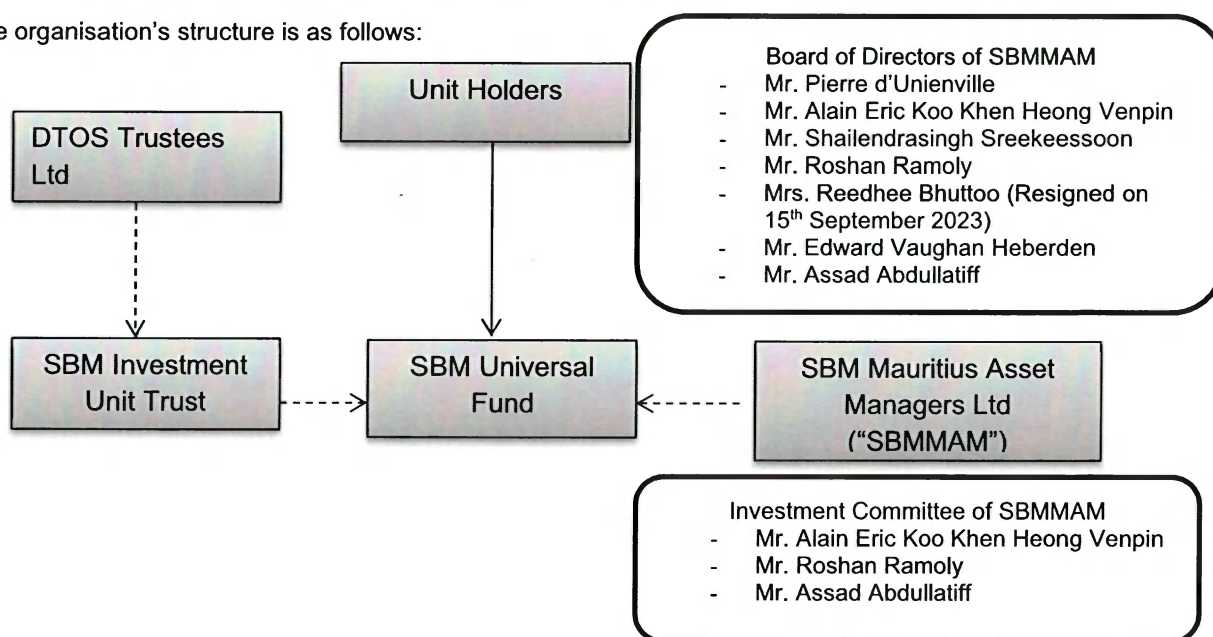 e organisation's structure is as follows:
Unit Holders
DTOS Trustees
Ltd
Board of Directors of SBMMAM
- Mr. Pierre d'Unienville
- Mr. Alain Eric Koo Khen Heong Venpin
- Mr. Shailendrasingh Sreekeessoon
- Mr. Roshan Ramoly
- Mrs. Reedhee Bhuttoo (Resigned on
15th September 2023)
- Mr. Edward Vaughan Heberden
- Mr. Assad Abdullatiff
SBM Investment
Unit Trust
SBM Universal
Fund
SBM Mauritius Asset
Managers Ltd
("SBMMAM")
Investment Committee of SBMMAM
- Mr. Alain Eric Koo Khen Heong Venpin
- Mr. Roshan Ramoly
- Mr. Assad Abdullatiff